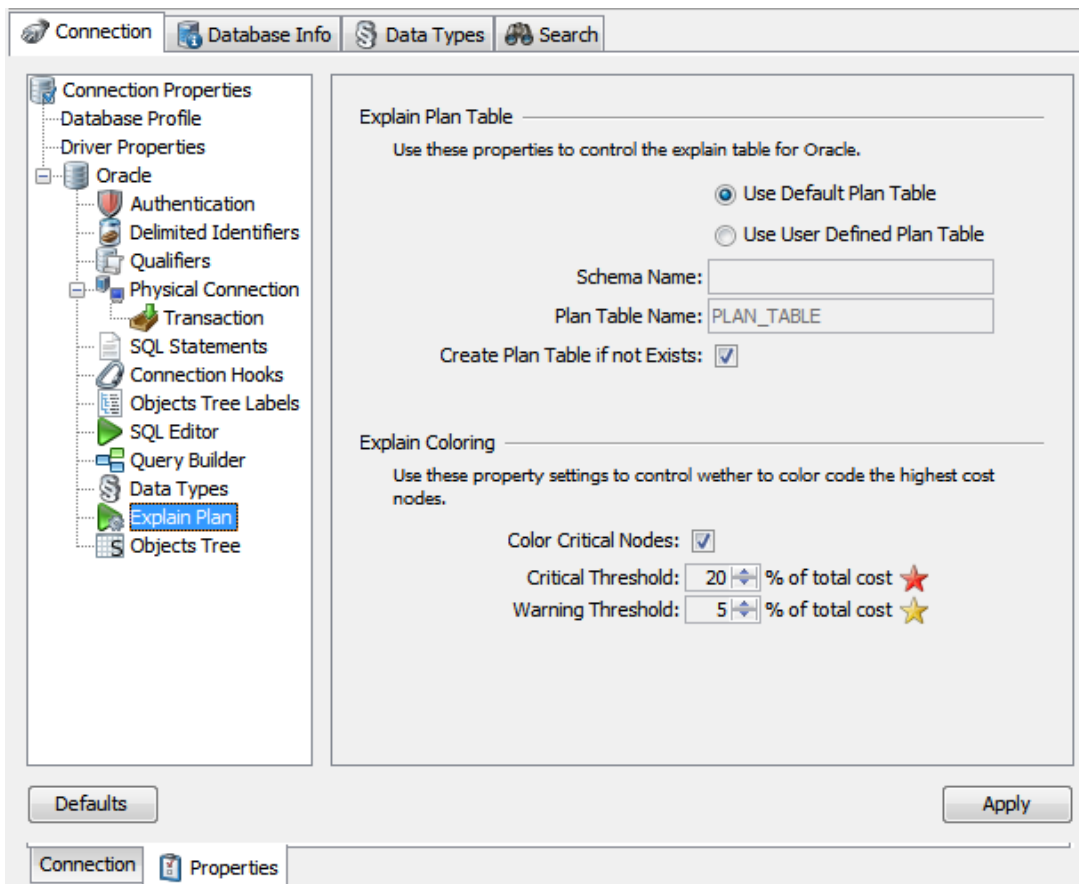 Connection
Database Info
Data Types
Search
Connection Properties
Database Profile
Driver Properties
Oracle
Authentication
Delimited Identifiers
Qualifiers
Physical Connection
Transaction
SQL Statements
Connection Hooks
Objects Tree Labels
SQL Editor
Query Builder
Data Types
Explain Plan
Objects Tree
Explain Plan Table
Use these properties to control the explain table for Oracle.
Use Default Plan Table
Use User Defined Plan Table
Schema Name:
Plan Table Name: PLAN_TABLE
Create Plan Table if not Exists:
Explain Coloring
Use these property settings to control wether to color code the highest cost
nodes.
Color Critical Nodes:
Critical Threshold: 20 % of total cost
Warning Threshold: 5 % of total cost
Defaults
Apply
Connection
Properties